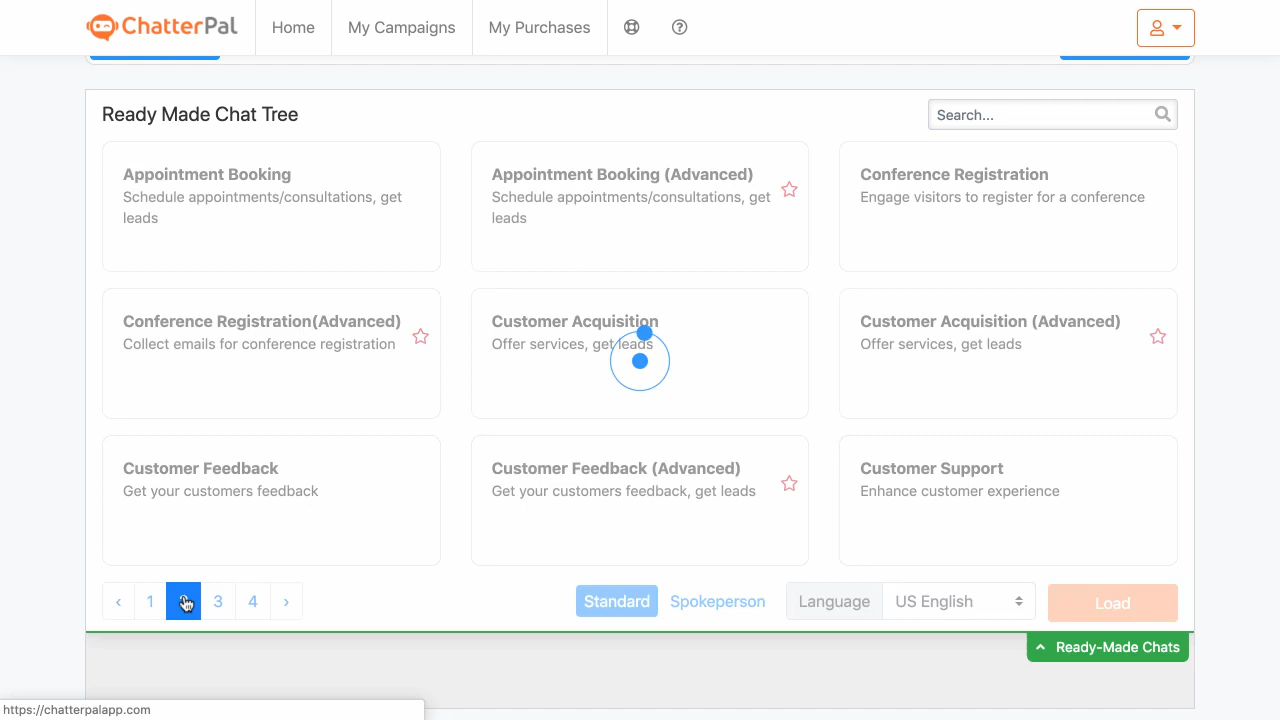 ChatterPal
Home
My Campaigns
My Purchases
Ready Made Chat Tree
Search...
Appointment Booking
Schedule appointments/consultations, get
leads
Appointment Booking (Advanced)
Schedule appointments/consultations, get
leads
Conference Registration
Engage visitors to register for a conference
Conference Registration(Advanced)
Collect emails for conference registration
Customer Acquisition
Offer services, get leads
Customer Acquisition (Advanced)
Offer services, get leads
Customer Feedback
Get your customers feedback
Customer Feedback (Advanced)
Get your customers feedback, get leads
Customer Support
Enhance customer experience
‹ 1 3 4 ›
Standard
Spokeperson
Language
US English
Load
Ready-Made Chats
https://chatterpalapp.com